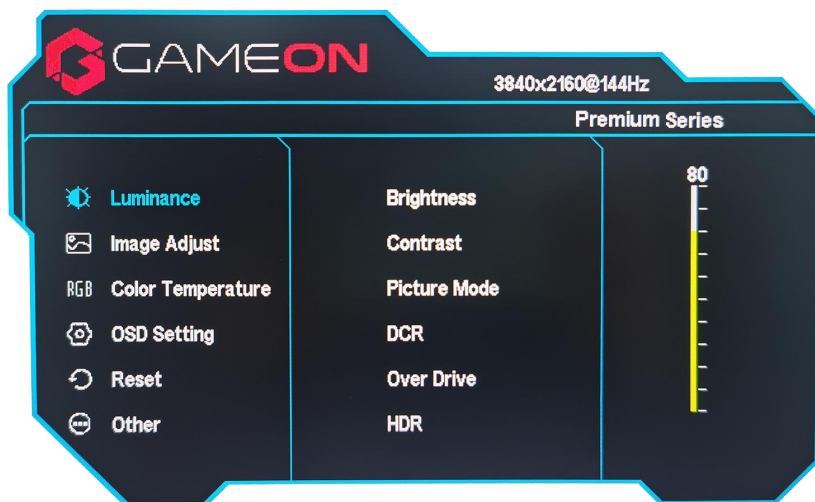 GAMEON
3840x2160@144Hz
Premium Series
80
Luminance
Brightness
Image Adjust
Contrast
RGB Color Temperature
Picture Mode
OSD Setting
DCR
Reset
Over Drive
Other
HDR